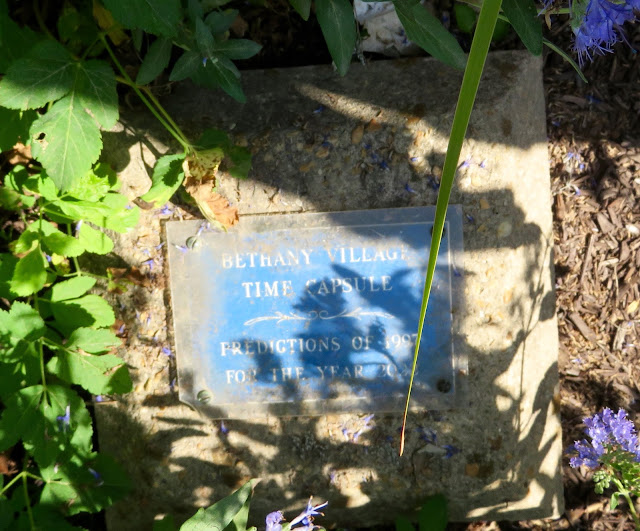 BETHANY VILLAGE
TIME CAPSULE
PREDICTIONS OF 1997
FOR THE YEAR